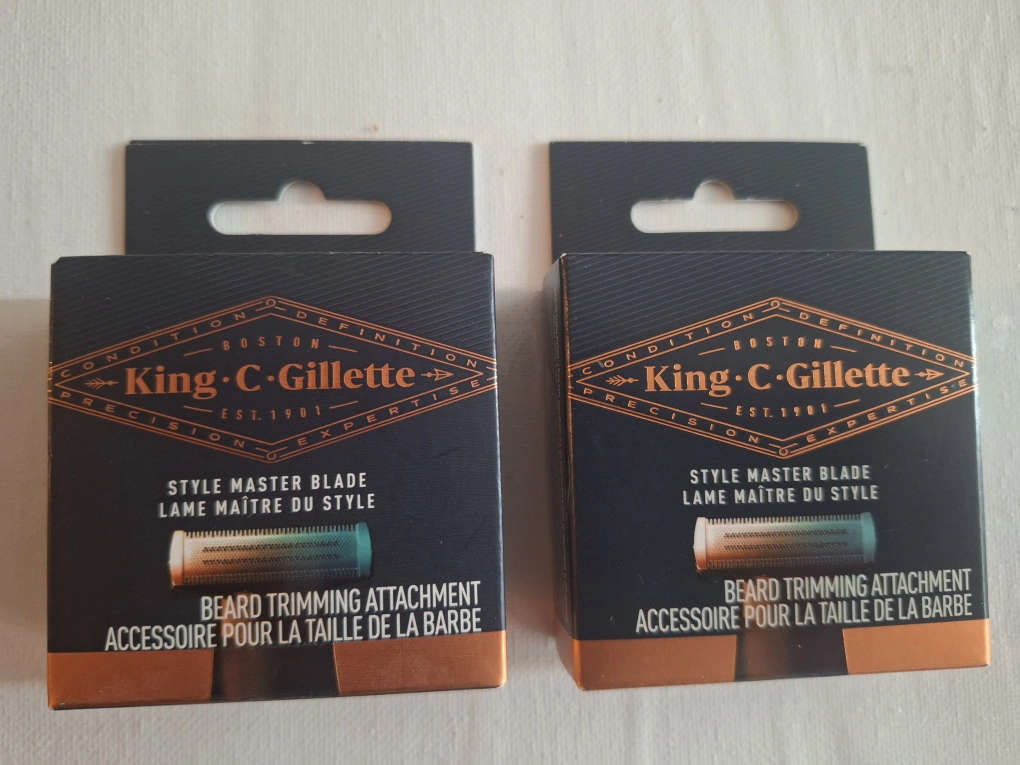 CONDITION DEFINITION
BOSTON
King·C·Gillette
EST. 1901
PRECISION EXPERTISE
STYLE MASTER BLADE
LAME MAÎTRE DU STYLE
BEARD TRIMMING ATTACHMENT
ACCESSOIRE POUR LA TAILLE DE LA BARBE
CONDITION DEFINITION
BOSTON
King·C·Gillette
EST. 1901
PRECISION EXPERTISE
STYLE MASTER BLADE
LAME MAÎTRE DU STYLE
BEARD TRIMMING ATTACHMENT
ACCESSOIRE POUR LA TAILLE DE LA BARBE